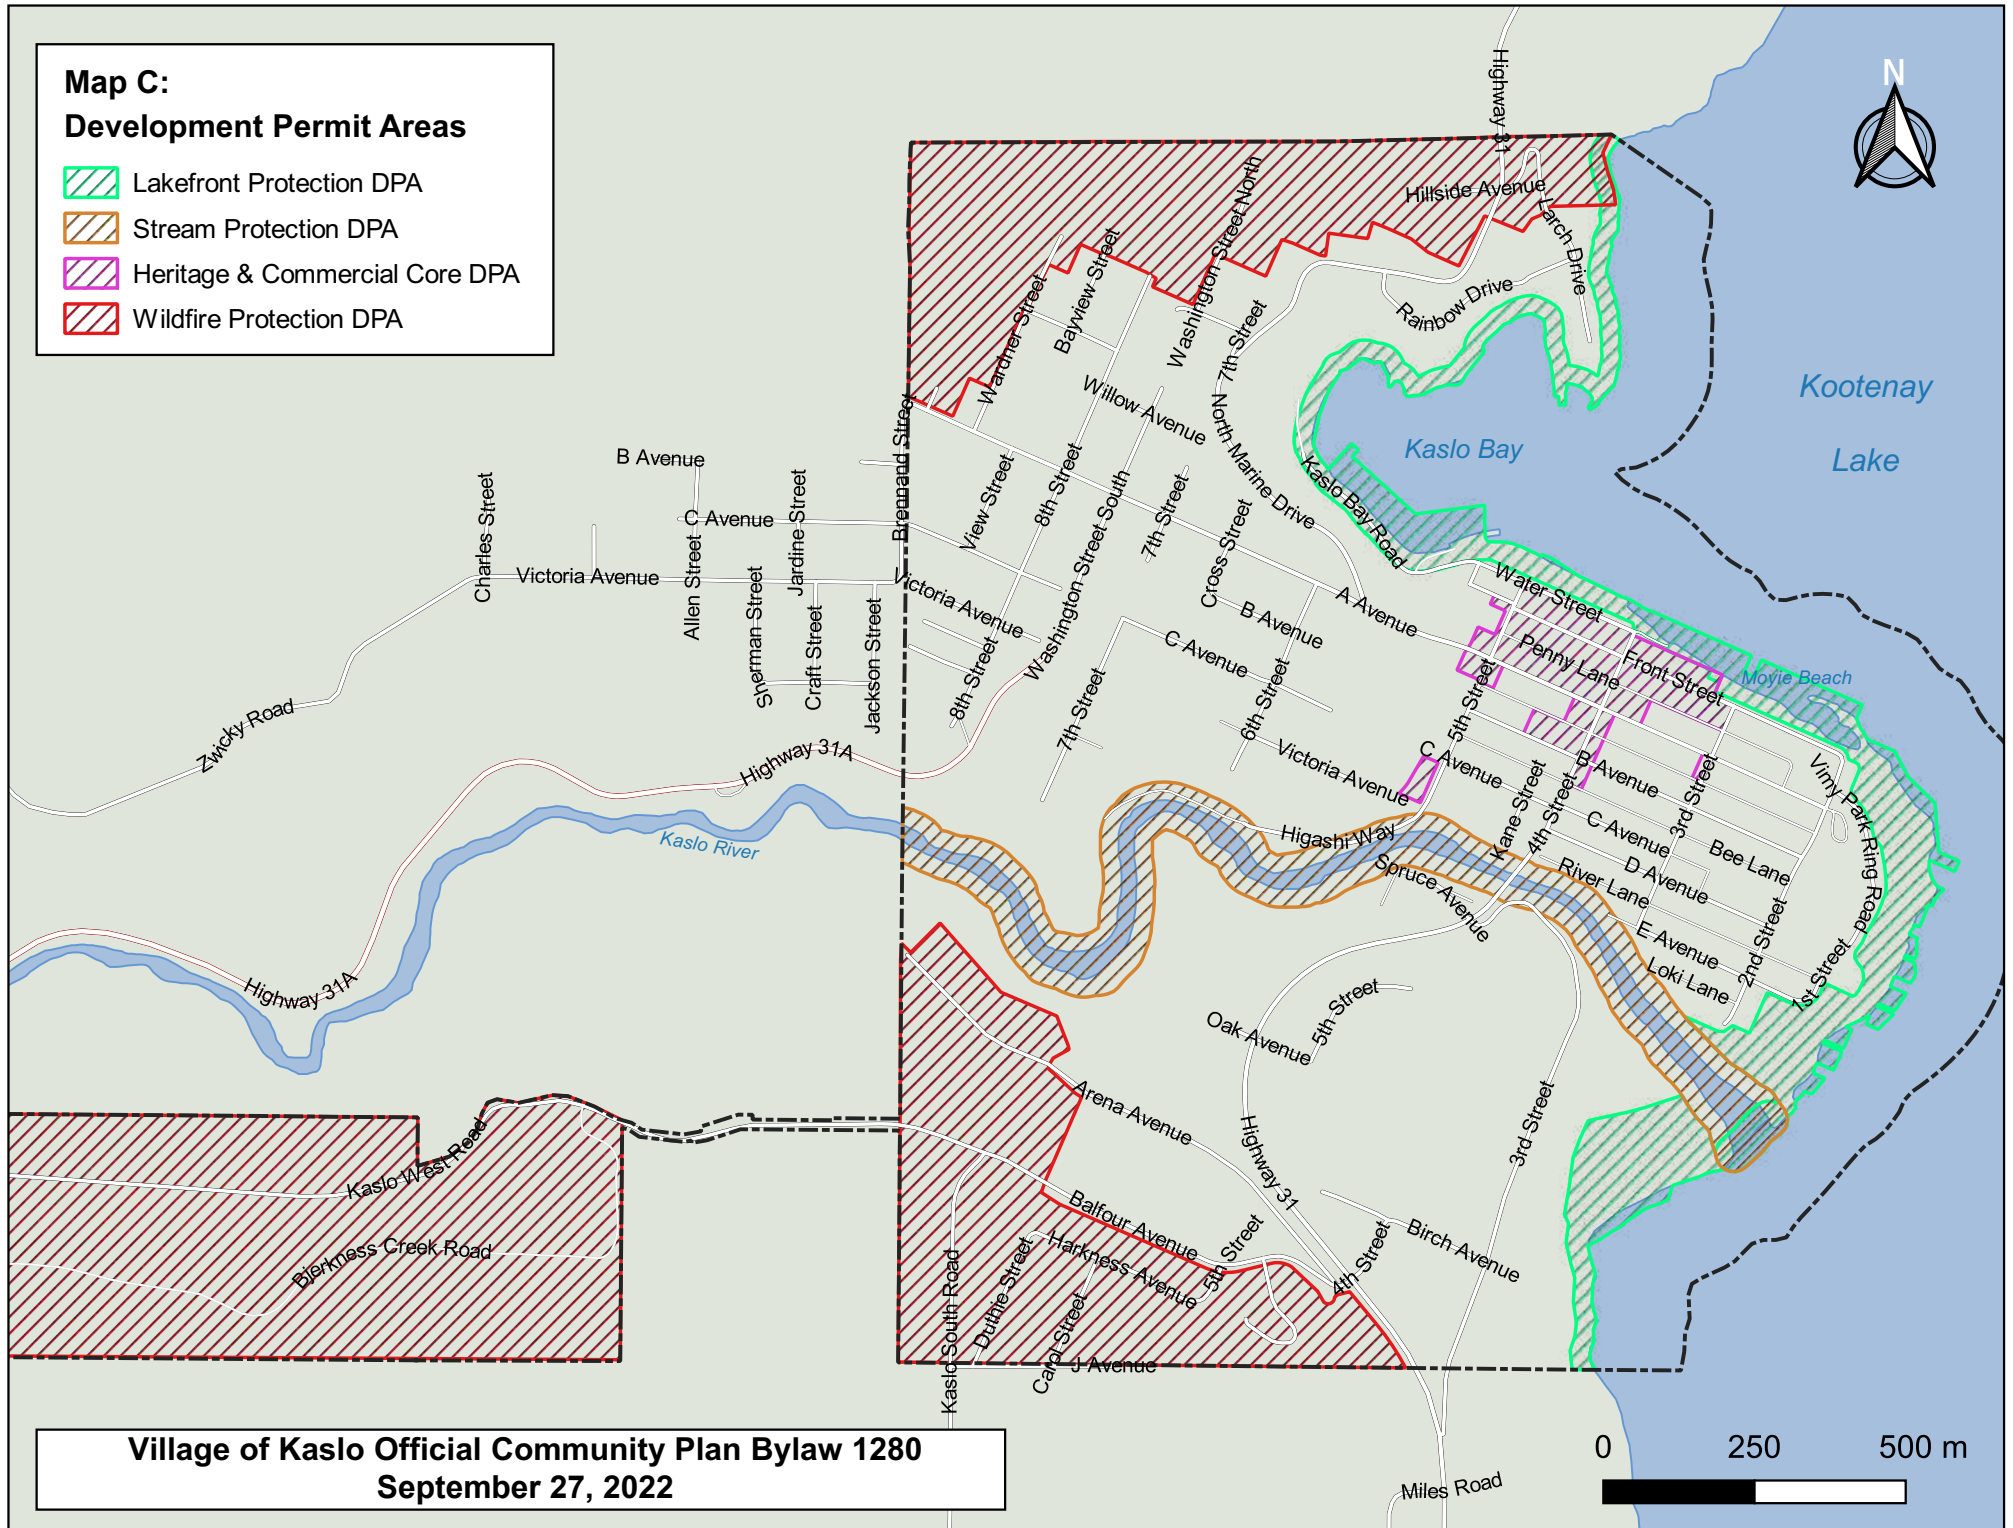 Map C:
Development Permit Areas
Lakefront Protection DPA
Stream Protection DPA
Heritage & Commercial Core DPA
Wildfire Protection DPA
N
Highway 31
Hillside Avenue
Larch Drive
Rainbow Drive
Washington Street North
Bayview Street
Wardner Street
7th Street
Willow Avenue
North Marine Drive
Kootenay
Lake
Kaslo Bay
Kaslo Bay Road
Brennand Street
B Avenue
C Avenue
Charles Street
Jardine Street
Allen Street
Victoria Avenue
Sherman Street
Craft Street
Jackson Street
View Street
8th Street
Washington Street South
7th Street
Cross Street
Victoria Avenue
8th Street
B Avenue
A Avenue
C Avenue
7th Street
6th Street
Victoria Avenue
Water Street
Penny Lane
Front Street
Moyie Beach
5th Street
C Avenue
B Avenue
Kane Street
4th Street
3rd Street
C Avenue
Bee Lane
D Avenue
River Lane
E Avenue
Loki Lane
2nd Street
1st Street
Vimy Park Ring Road
Zwicky Road
Highway 31A
Kaslo River
Highway 31A
Higashi Way
Spruce Avenue
5th Street
Oak Avenue
Arena Avenue
Highway 31
3rd Street
Kaslo West Road
Bjerkness Creek Road
Balfour Avenue
Harkness Avenue
5th Street
4th Street
Birch Avenue
Kaslo South Road
Duthie Street
Carol Street
J Avenue
Miles Road
Village of Kaslo Official Community Plan Bylaw 1280
September 27, 2022
0 250 500 m